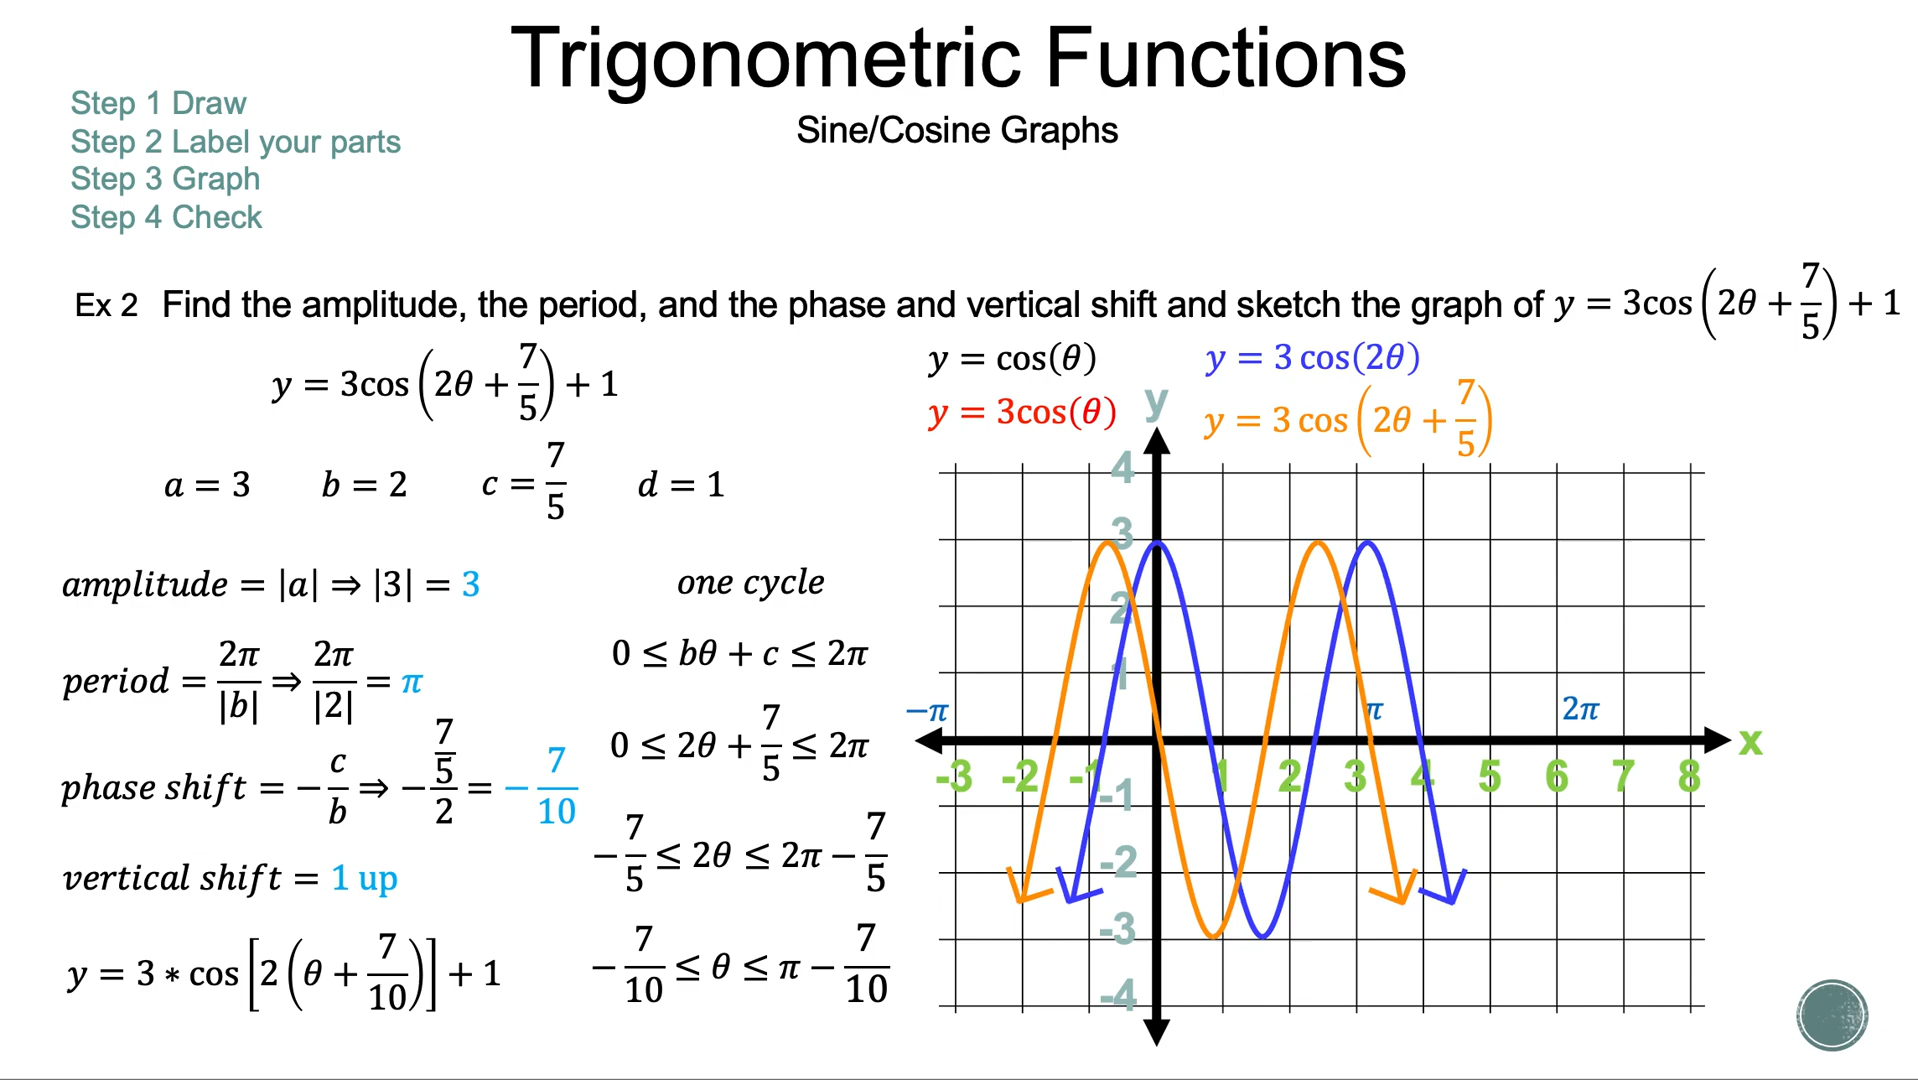 Trigonometric Functions
Sine/Cosine Graphs
Step 1 Draw
Step 2 Label your parts
Step 3 Graph
Step 4 Check
Ex 2 Find the amplitude, the period, and the phase and vertical shift and sketch the graph of y = 3cos(2θ + 7/5) + 1
y = 3cos(2θ + 7/5) + 1
a = 3 b = 2 c = 7/5 d = 1
amplitude = |a| ⇒ |3| = 3
period = 2π/|b| ⇒ 2π/|2| = π
phase shift = −c/b ⇒ −(7/5)/2 = −7/10
vertical shift = 1 up
y = 3 * cos[2(θ + 7/10)] + 1
one cycle
0 ≤ bθ + c ≤ 2π
0 ≤ 2θ + 7/5 ≤ 2π
−7/5 ≤ 2θ ≤ 2π − 7/5
−7/10 ≤ θ ≤ π − 7/10
y = cos(θ) y = 3 cos(2θ)
y = 3cos(θ) y = 3 cos(2θ + 7/5)
y
4
3
2
1
−π π 2π
x
-3 -2 -1 1 2 3 4 5 6 7 8
-1
-2
-3
-4